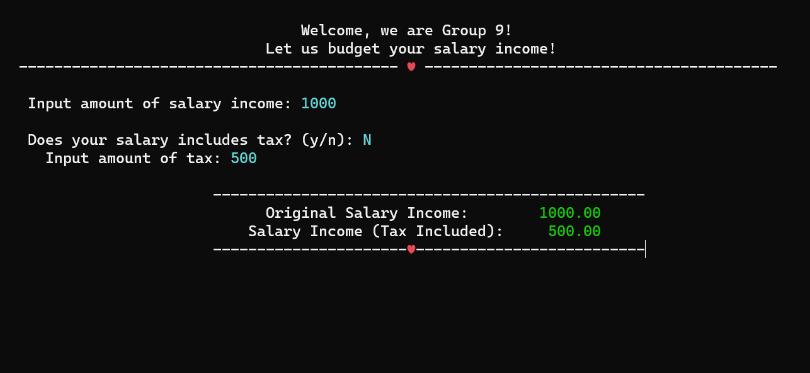 Welcome, we are Group 9!
Let us budget your salary income!
------------------------------------------- ♥ ----------------------------------------
Input amount of salary income: 1000
Does your salary includes tax? (y/n): N
Input amount of tax: 500
-------------------------------------------------
Original Salary Income: 1000.00
Salary Income (Tax Included): 500.00
----------------------♥--------------------------